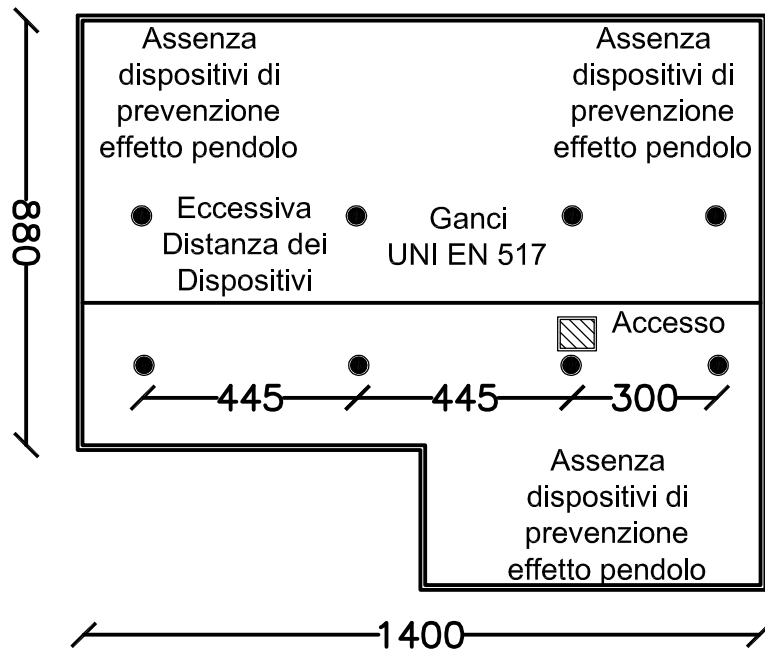 Assenza
dispositivi di
prevenzione
effetto pendolo
Assenza
dispositivi di
prevenzione
effetto pendolo
880
Eccessiva
Distanza dei
Dispositivi
Ganci
UNI EN 517
Accesso
445
445
300
Assenza
dispositivi di
prevenzione
effetto pendolo
1400